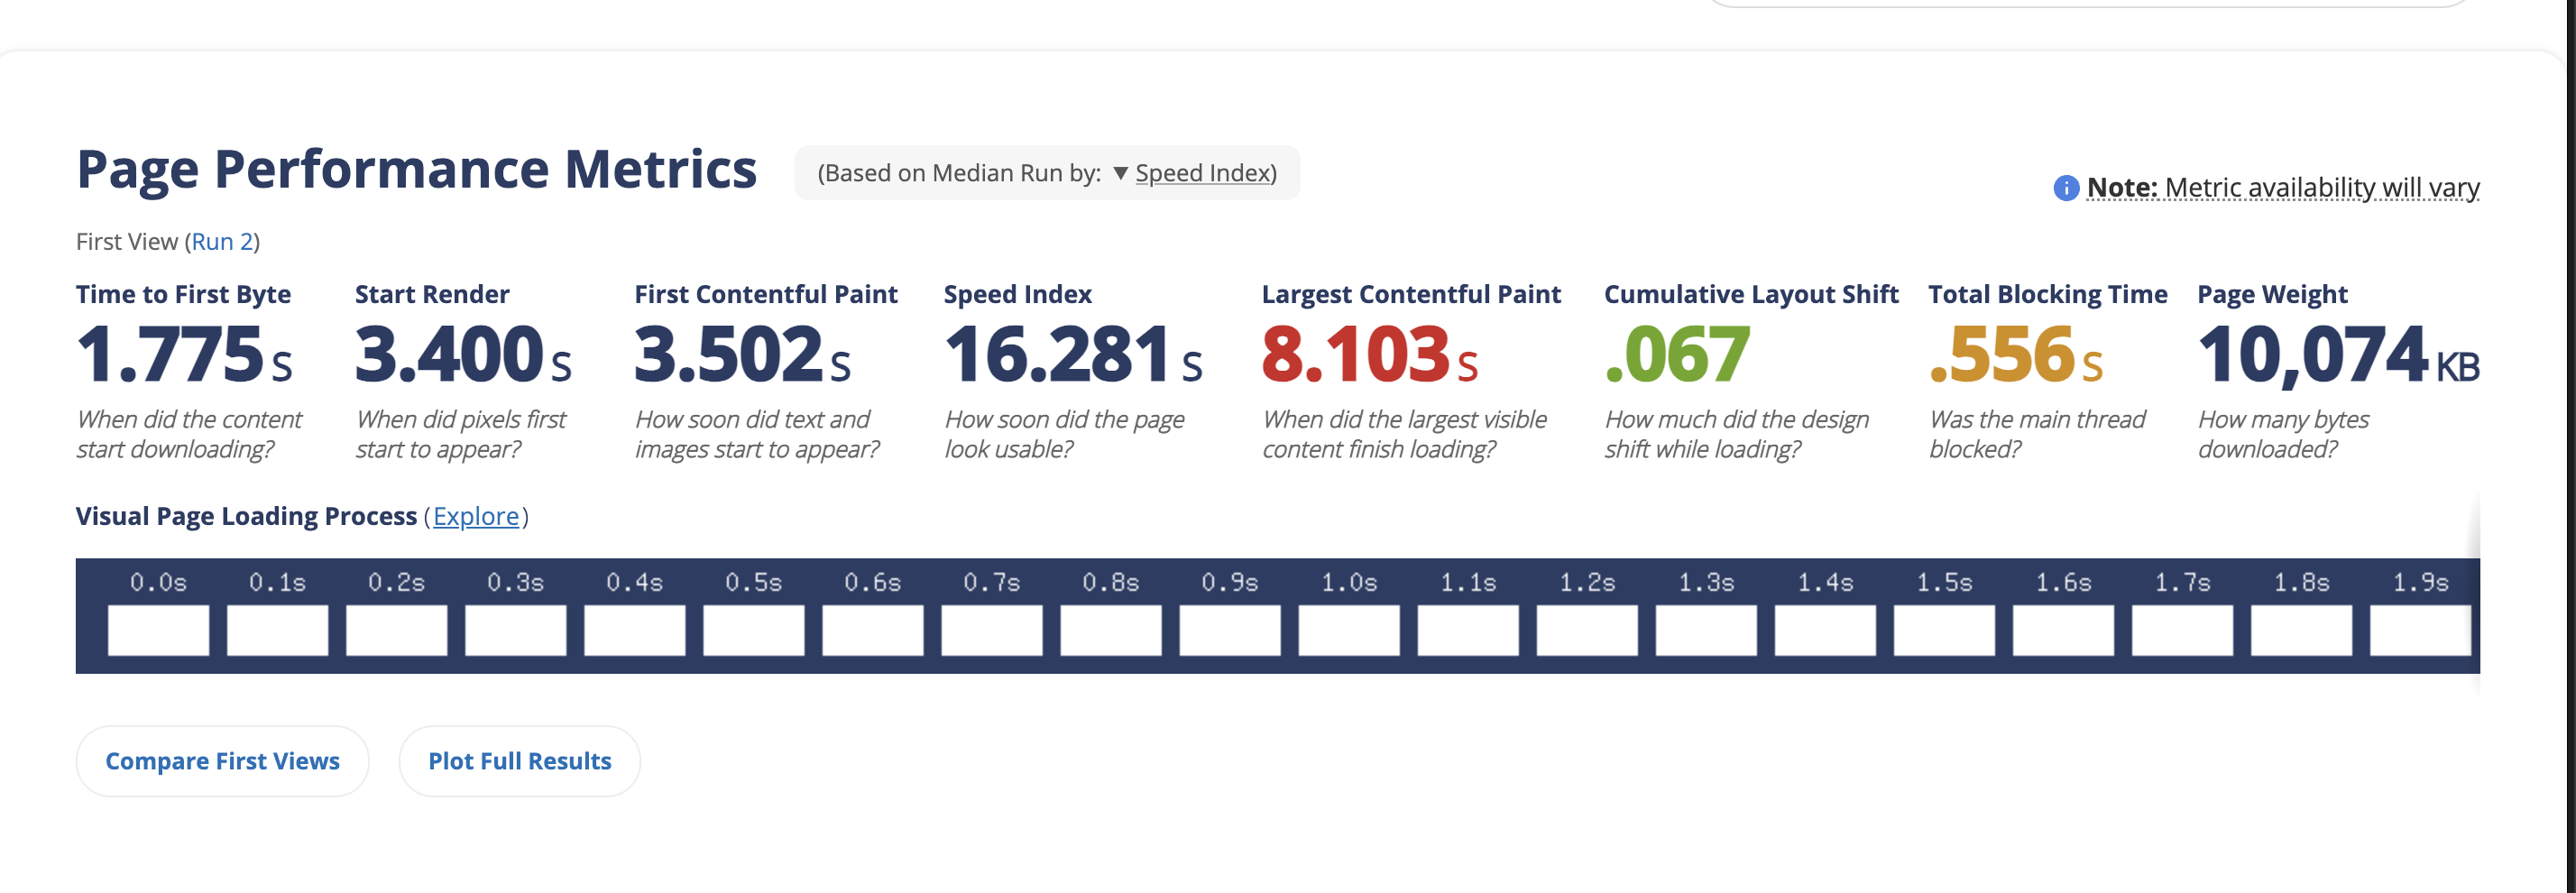 Page Performance Metrics (Based on Median Run by: ▼ Speed Index)
Note: Metric availability will vary
First View (Run 2)
Time to First Byte Start Render First Contentful Paint Speed Index Largest Contentful Paint Cumulative Layout Shift Total Blocking Time Page Weight
1.775 s 3.400 s 3.502 s 16.281 s 8.103 s .067 .556 s 10,074 KB
When did the content When did pixels first How soon did text and How soon did the page When did the largest visible How much did the design Was the main thread How many bytes
start downloading? start to appear? images start to appear? look usable? content finish loading? shift while loading? blocked? downloaded?
Visual Page Loading Process (Explore)
0.0s 0.1s 0.2s 0.3s 0.4s 0.5s 0.6s 0.7s 0.8s 0.9s 1.0s 1.1s 1.2s 1.3s 1.4s 1.5s 1.6s 1.7s 1.8s 1.9s
Compare First Views Plot Full Results